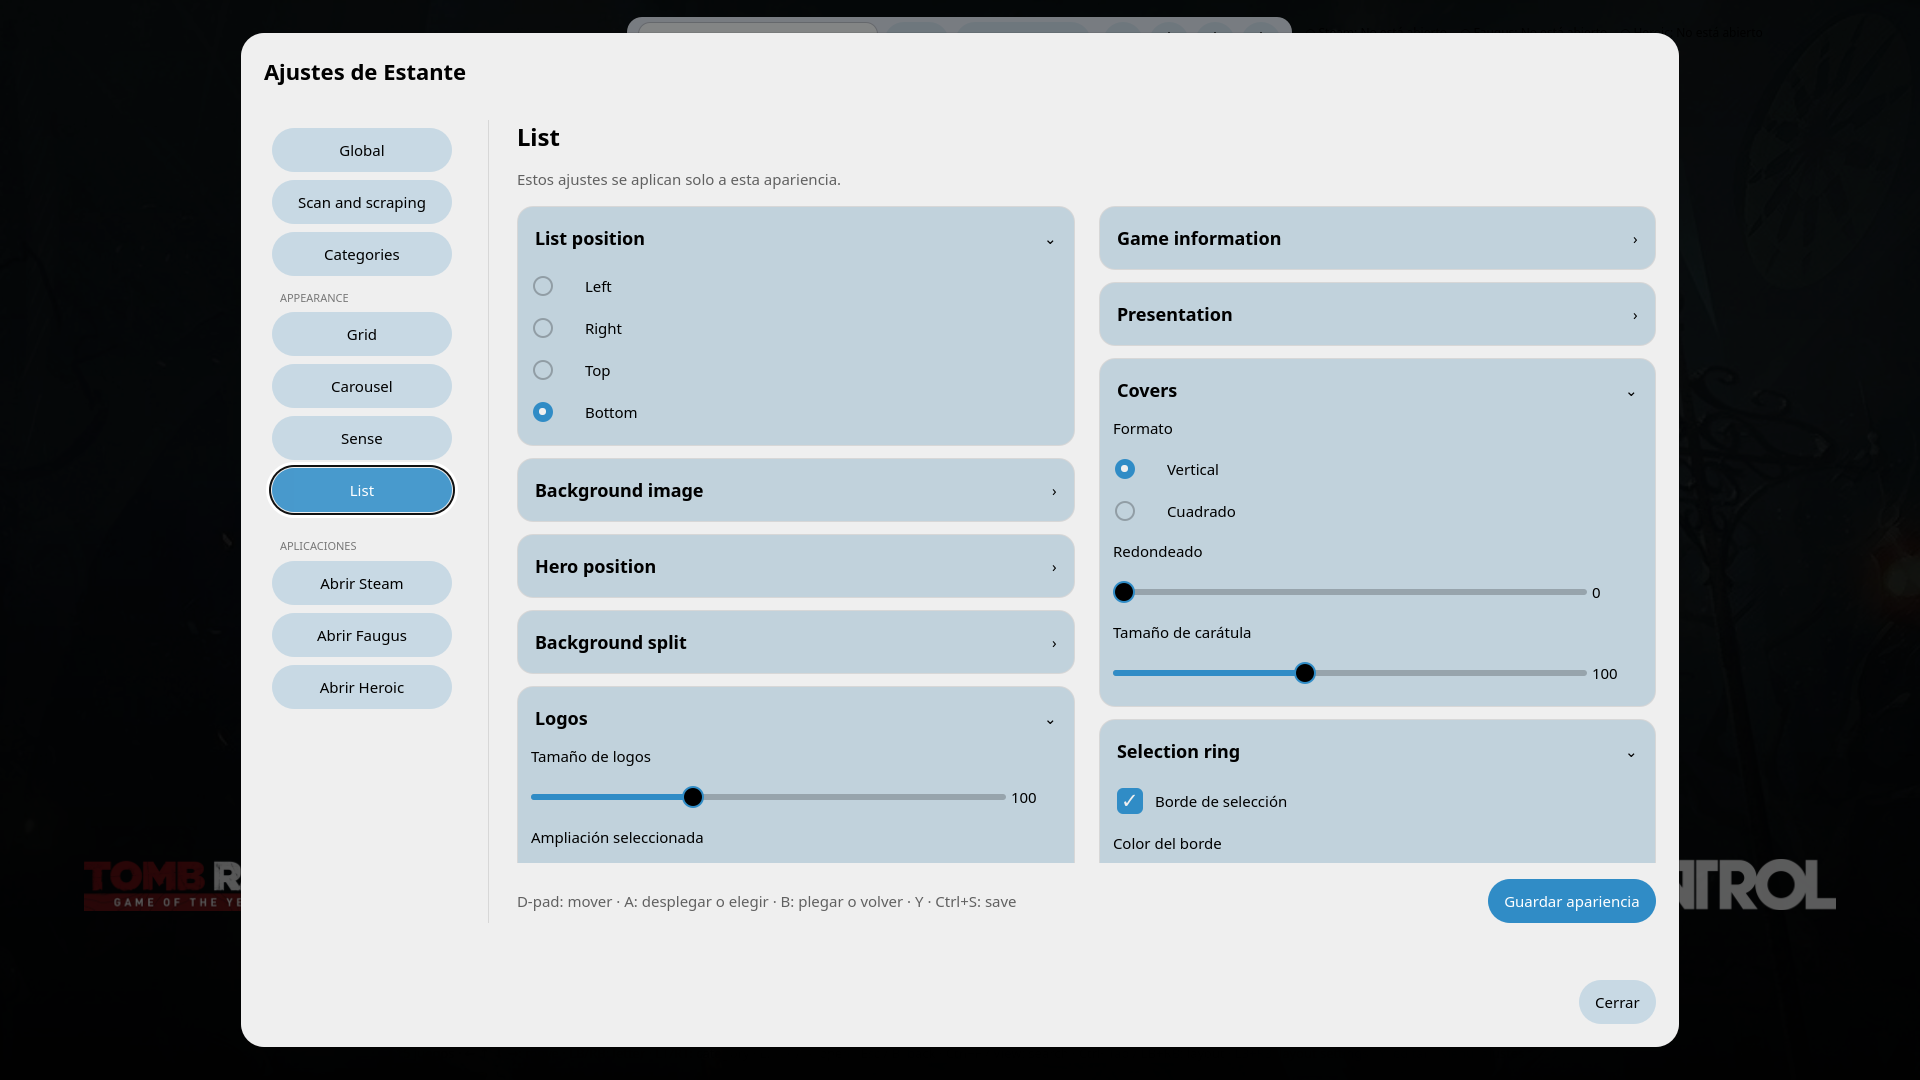 Ajustes de Estante
Global
Scan and scraping
Categories
APPEARANCE
Grid
Carousel
Sense
List
APLICACIONES
Abrir Steam
Abrir Faugus
Abrir Heroic
List
Estos ajustes se aplican solo a esta apariencia.
List position
Left
Right
Top
Bottom
Background image
Hero position
Background split
Logos
Tamaño de logos
100
Ampliación seleccionada
Game information
Presentation
Covers
Formato
Vertical
Cuadrado
Redondeado
0
Tamaño de carátula
100
Selection ring
Borde de selección
Color del borde
D-pad: mover · A: desplegar o elegir · B: plegar o volver · Y · Ctrl+S: save
Guardar apariencia
Cerrar
TOMB R
GAME OF THE YE
TROL